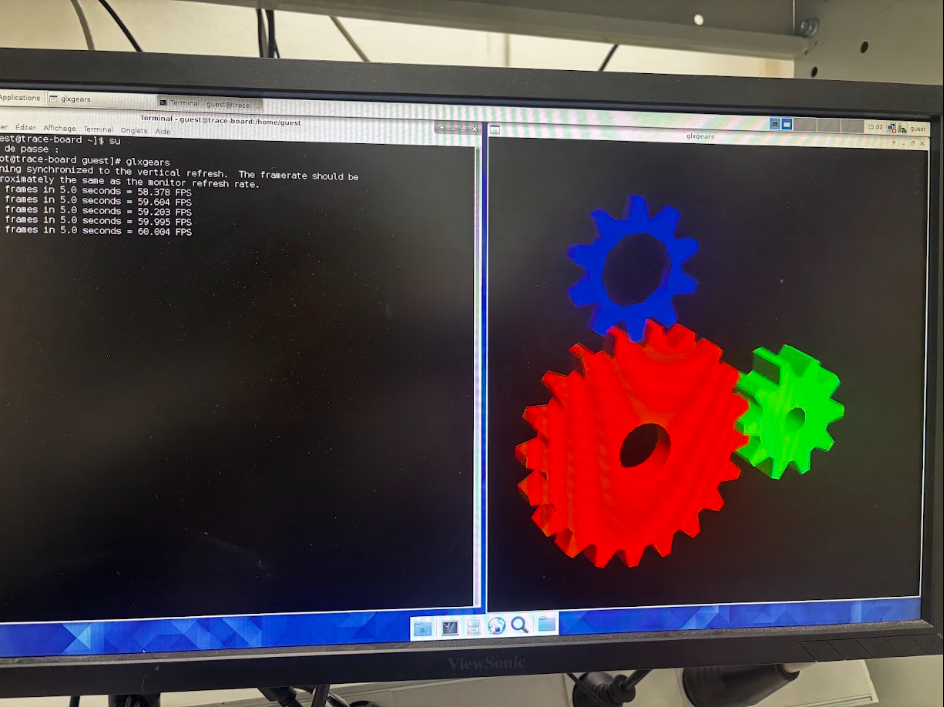 Applications
glxgears
Terminal - guest@trace
15:02
guest
Terminal - guest@trace-board:/home/guest
Editer Affichage Terminal Onglets Aide
est@trace-board ~]$ su
de passe :
ot@trace-board guest]# glxgears
ning synchronized to the vertical refresh. The framerate should be
roximately the same as the monitor refresh rate.
frames in 5.0 seconds = 58.378 FPS
frames in 5.0 seconds = 59.604 FPS
frames in 5.0 seconds = 59.203 FPS
frames in 5.0 seconds = 59.995 FPS
frames in 5.0 seconds = 60.004 FPS
glxgears
ViewSonic